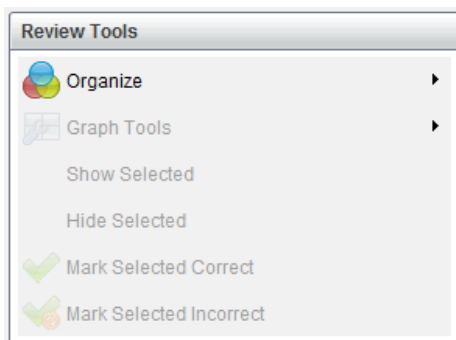 Review Tools
Organize
Graph Tools
Show Selected
Hide Selected
Mark Selected Correct
Mark Selected Incorrect